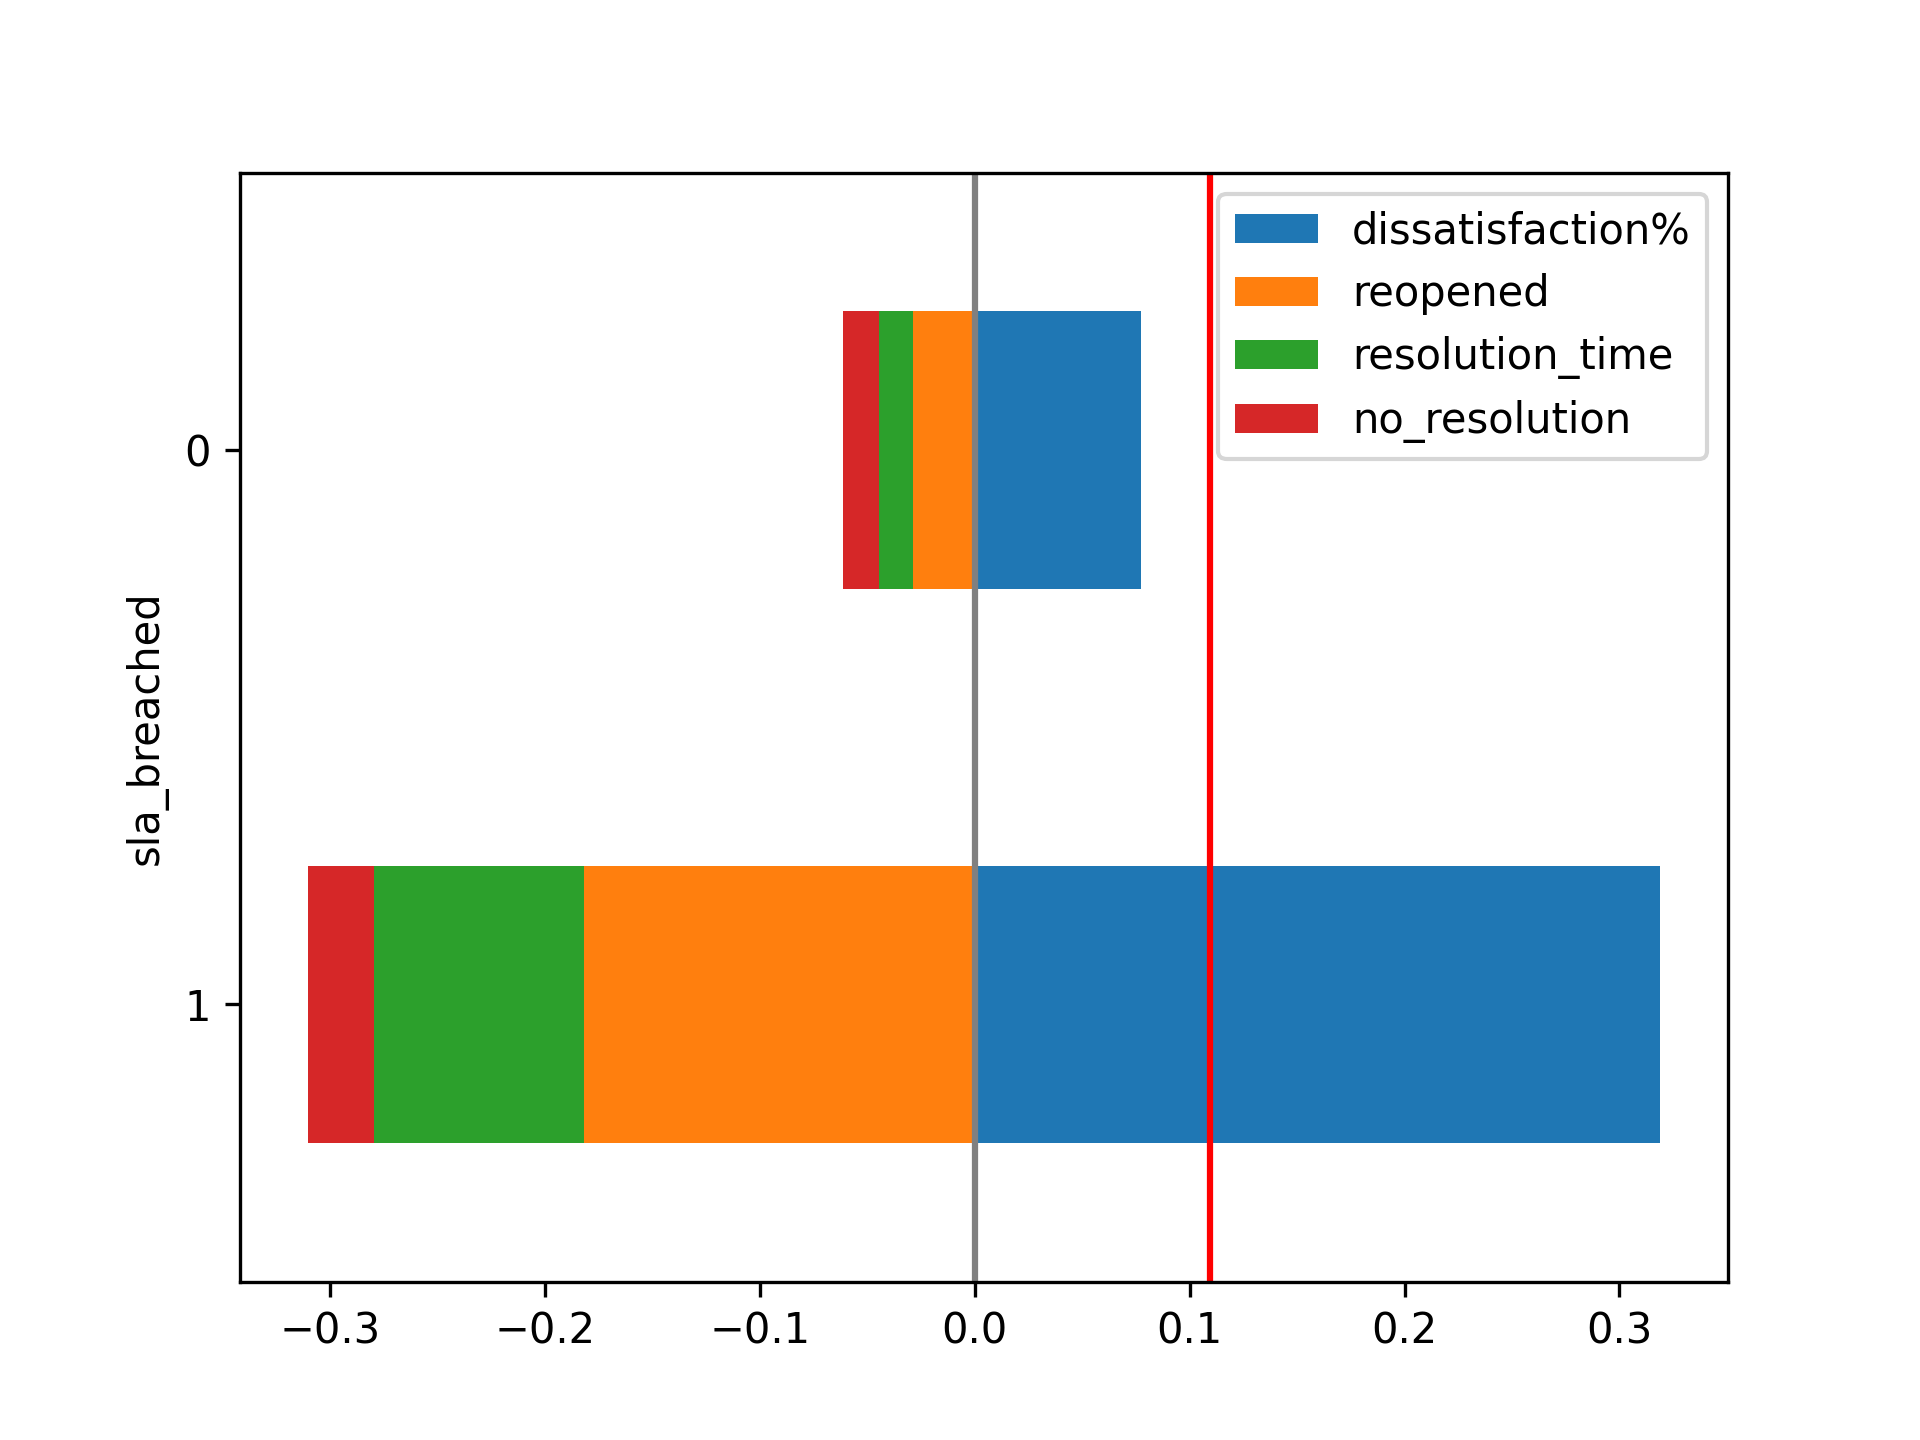 dissatisfaction%
reopened
resolution_time
no_resolution
sla_breached
0
1
−0.3 −0.2 −0.1 0.0 0.1 0.2 0.3